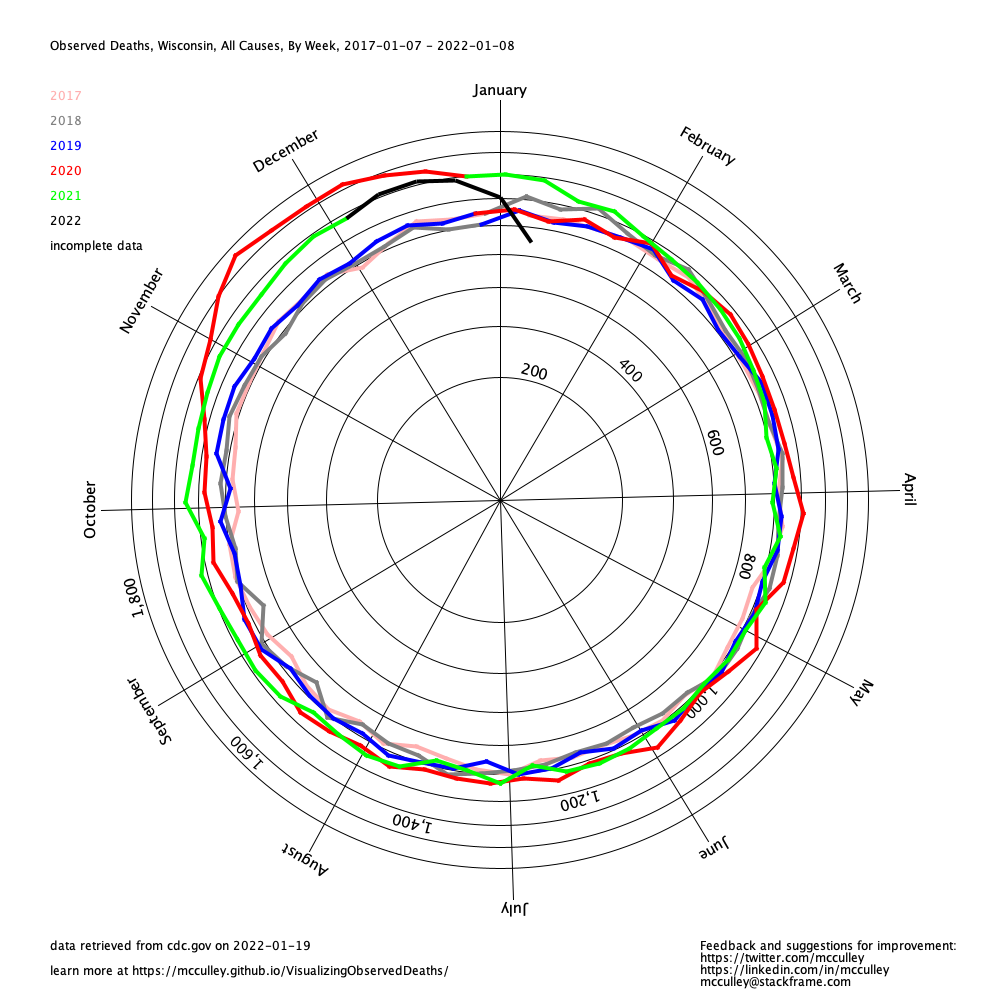 Observed Deaths, Wisconsin, All Causes, By Week, 2017-01-07 - 2022-01-08
January
2017
2018
2019
2020
2021
2022
incomplete data
December
February
November
March
200
400
600
October
April
800
1,800
September
May
1,000
1,600
1,200
1,400
August
June
July
data retrieved from cdc.gov on 2022-01-19
learn more at https://mcculley.github.io/VisualizingObservedDeaths/
Feedback and suggestions for improvement:
https://twitter.com/mcculley
https://linkedin.com/in/mcculley
mcculley@stackframe.com